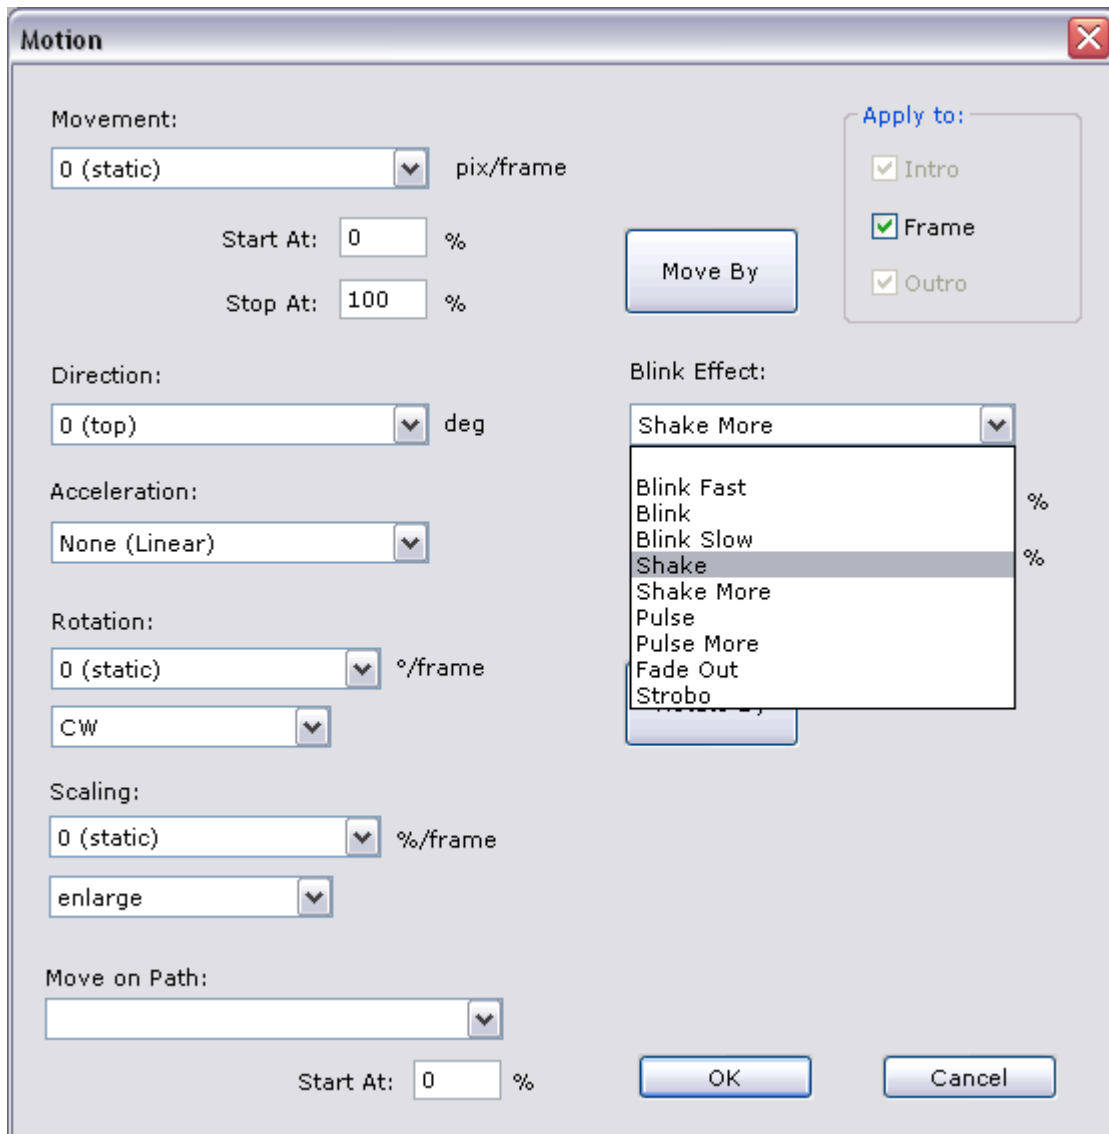 Motion
Movement:
0 (static)
pix/frame
Start At:
0
%
Stop At:
100
%
Move By
Apply to:
Intro
Frame
Outro
Direction:
0 (top)
deg
Acceleration:
None (Linear)
Rotation:
0 (static)
°/frame
CW
Scaling:
0 (static)
%/frame
enlarge
Blink Effect:
Shake More
Blink Fast
Blink
Blink Slow
Shake
Shake More
Pulse
Pulse More
Fade Out
Strobo
%
%
Move on Path:
Start At:
0
%
OK
Cancel